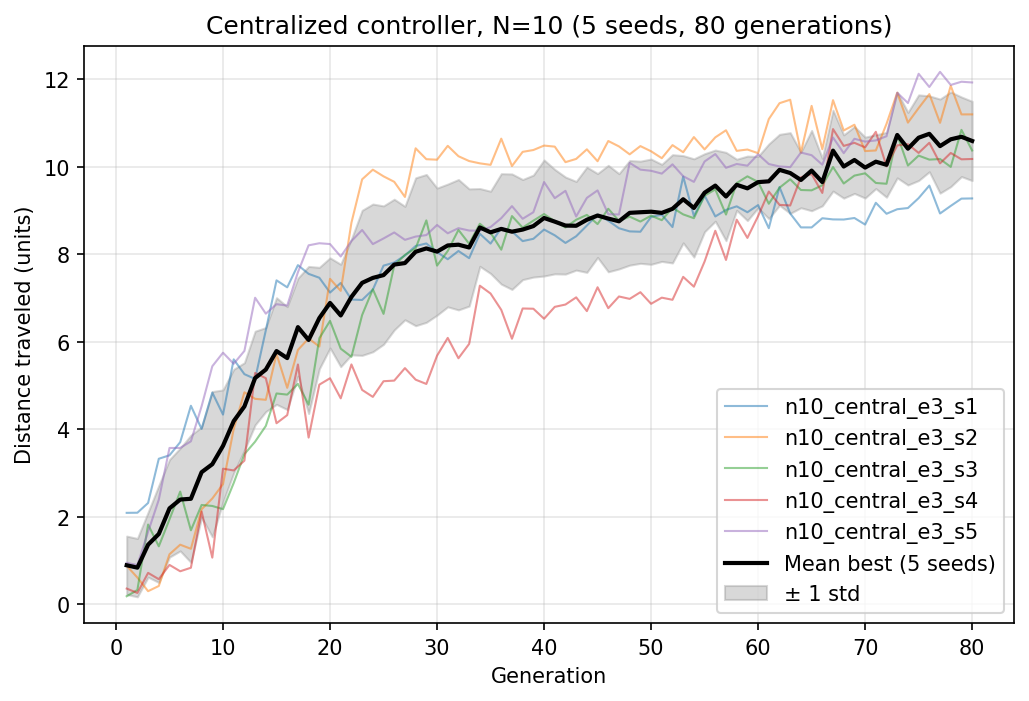 Centralized controller, N=10 (5 seeds, 80 generations)
Distance traveled (units)
12
10
8
6
4
2
0
0 10 20 30 40 50 60 70 80
Generation
n10_central_e3_s1
n10_central_e3_s2
n10_central_e3_s3
n10_central_e3_s4
n10_central_e3_s5
Mean best (5 seeds)
± 1 std